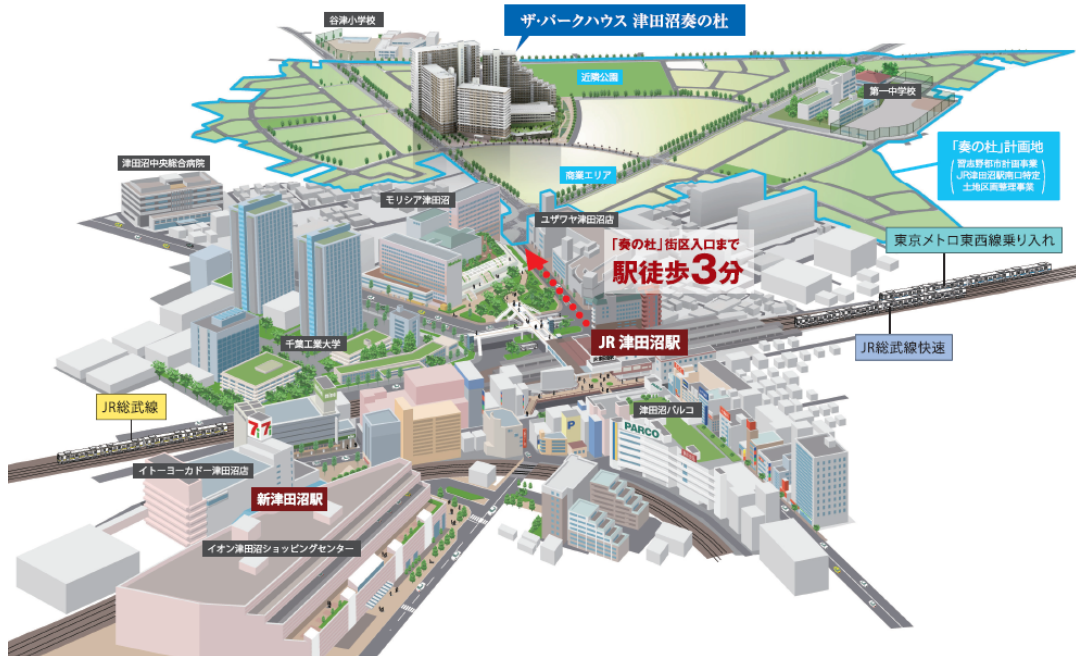 ザ・パークハウス 津田沼奏の杜
谷津小学校
近隣公園
第一中学校
「奏の杜」計画地
習志野都市計画事業
JR津田沼駅南口特定
土地区画整理事業
津田沼中央総合病院
商業エリア
モリシア津田沼
ユザワヤ津田沼店
「奏の杜」街区入口まで
駅徒歩3分
東京メトロ東西線乗り入れ
JR 津田沼駅
JR総武線快速
千葉工業大学
JR総武線
津田沼パルコ
PARCO
P
イトーヨーカドー津田沼店
新津田沼駅
イオン津田沼ショッピングセンター